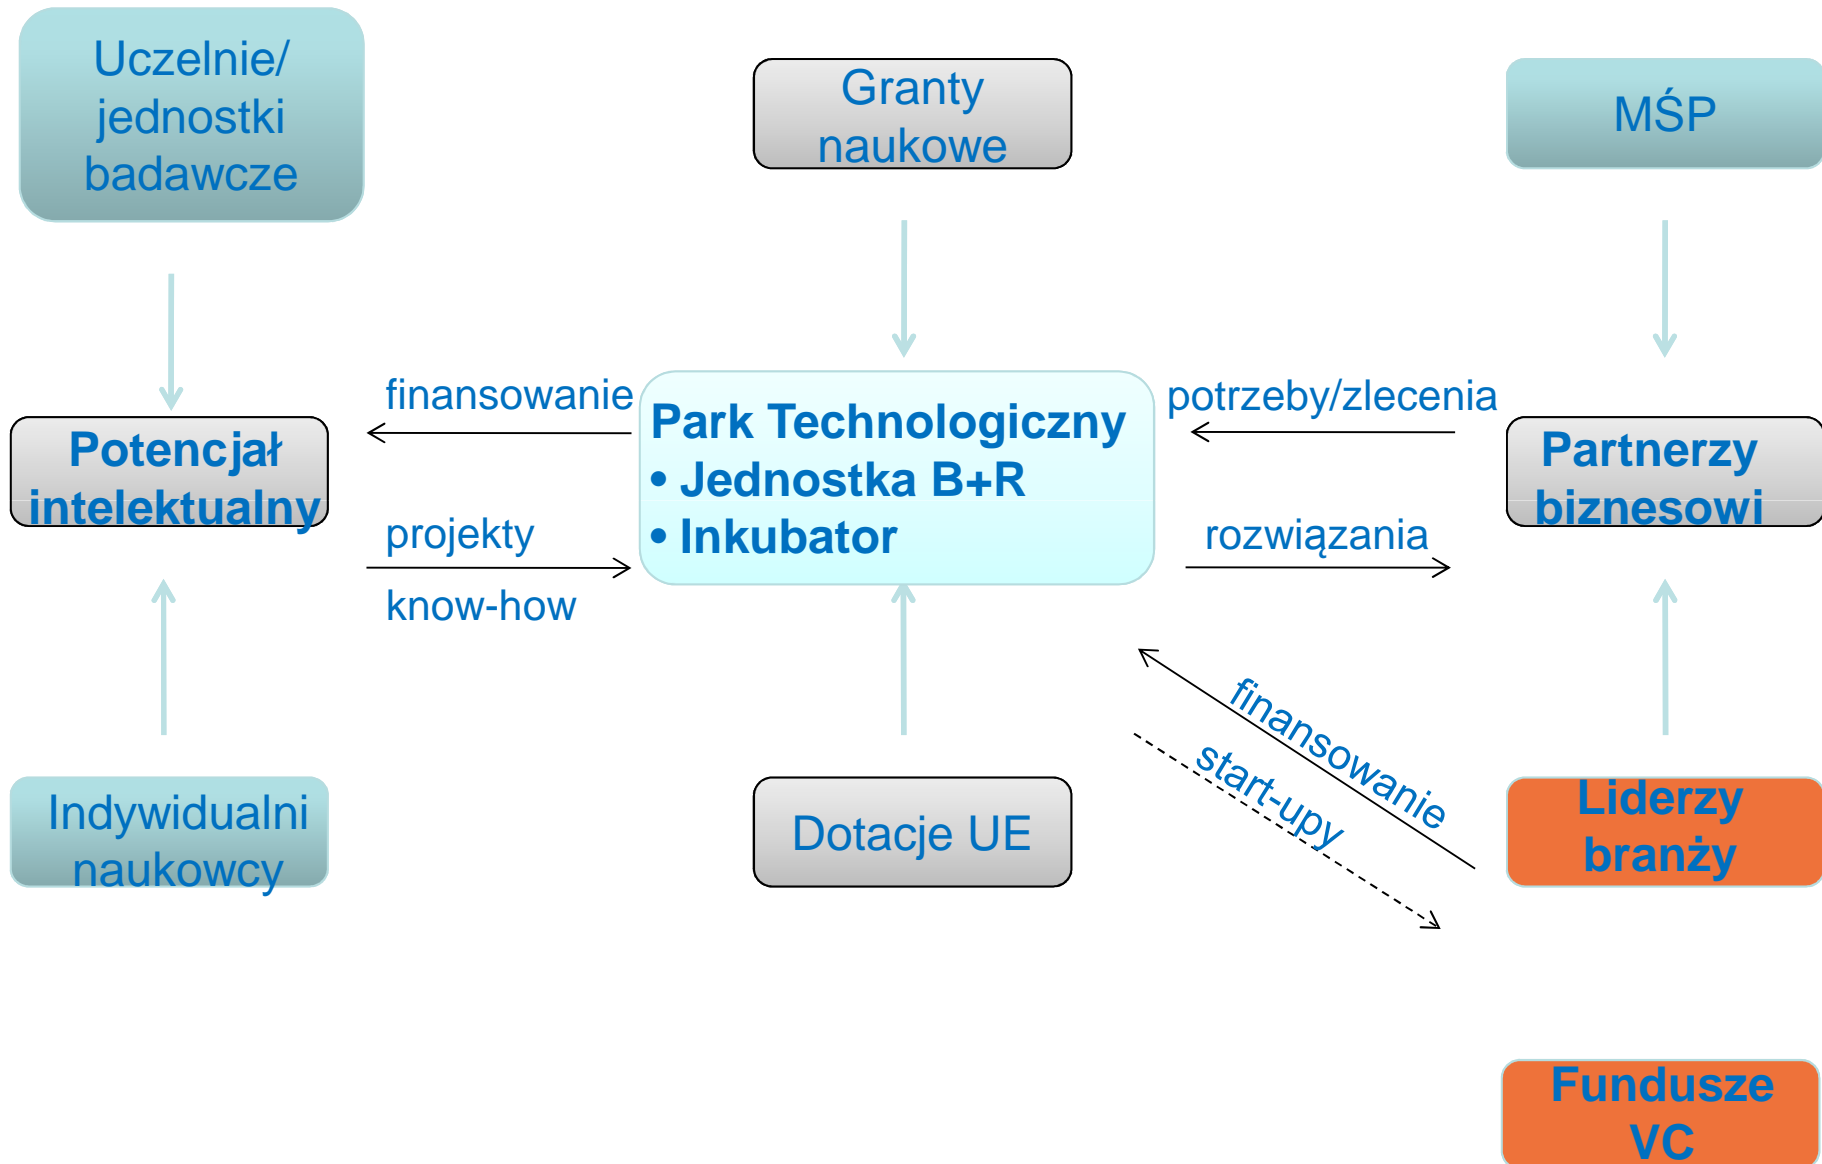 Uczelnie/
jednostki
badawcze
Granty
naukowe
MŚP
finansowanie
potrzeby/zlecenia
Potencjał
intelektualny
Park Technologiczny
• Jednostka B+R
• Inkubator
Partnerzy
biznesowi
projekty
know-how
rozwiązania
finansowanie
start-upy
Indywidualni
naukowcy
Dotacje UE
Liderzy
branży
Fundusze
VC